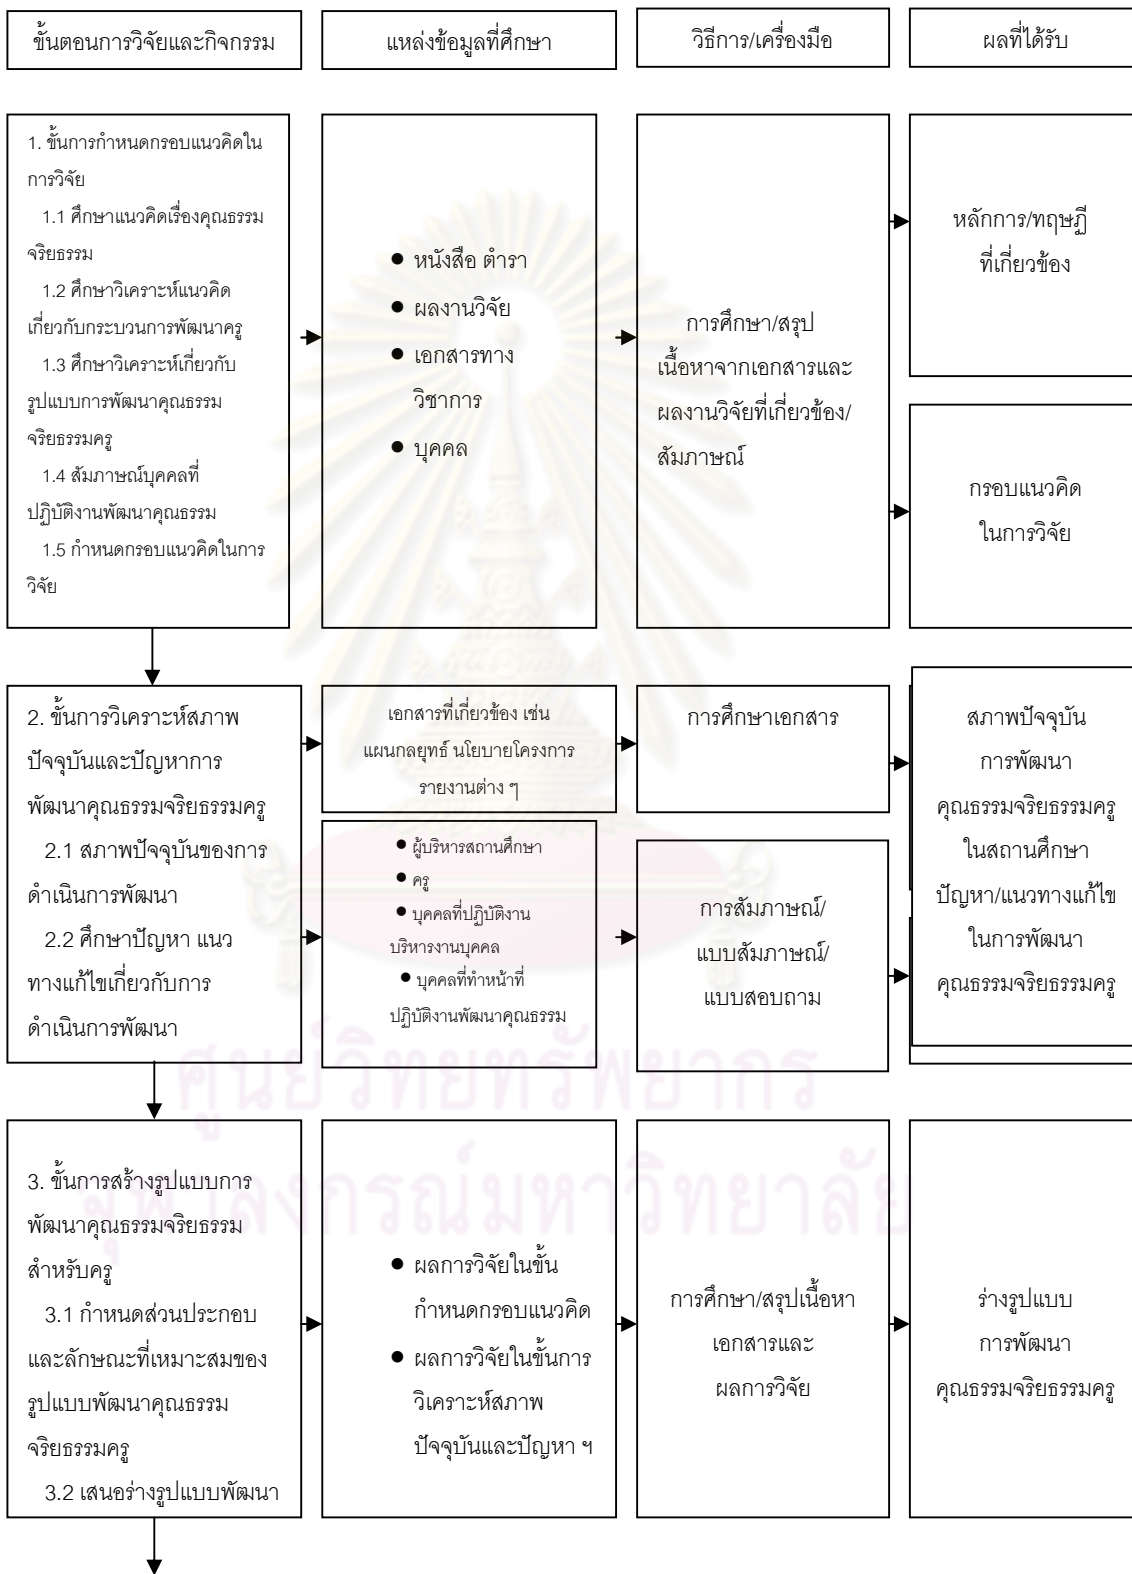 ขั้นตอนการวิจัยและกิจกรรม
แหล่งข้อมูลที่ศึกษา
วิธีการ/เครื่องมือ
ผลที่ได้รับ
1. ขั้นการกำหนดกรอบแนวคิดใน
การวิจัย
1.1 ศึกษาแนวคิดเรื่องคุณธรรม
จริยธรรม
1.2 ศึกษาวิเคราะห์แนวคิด
เกี่ยวกับกระบวนการพัฒนาครู
1.3 ศึกษาวิเคราะห์เกี่ยวกับ
รูปแบบการพัฒนาคุณธรรม
จริยธรรมครู
1.4 สัมภาษณ์บุคคลที่
ปฏิบัติงานพัฒนาคุณธรรม
1.5 กำหนดกรอบแนวคิดในการ
วิจัย
● หนังสือ ตำรา
● ผลงานวิจัย
● เอกสารทาง
วิชาการ
● บุคคล
การศึกษา/สรุป
เนื้อหาจากเอกสารและ
ผลงานวิจัยที่เกี่ยวข้อง/
สัมภาษณ์
หลักการ/ทฤษฏี
ที่เกี่ยวข้อง
กรอบแนวคิด
ในการวิจัย
2. ขั้นการวิเคราะห์สภาพ
ปัจจุบันและปัญหาการ
พัฒนาคุณธรรมจริยธรรมครู
2.1 สภาพปัจจุบันของการ
ดำเนินการพัฒนา
2.2 ศึกษาปัญหา แนว
ทางแก้ไขเกี่ยวกับการ
ดำเนินการพัฒนา
เอกสารที่เกี่ยวข้อง เช่น
แผนกลยุทธ์ นโยบายโครงการ
รายงานต่าง ๆ
● ผู้บริหารสถานศึกษา
● ครู
● บุคคลที่ปฏิบัติงาน
บริหารงานบุคคล
● บุคคลที่ทำหน้าที่
ปฏิบัติงานพัฒนาคุณธรรม
การศึกษาเอกสาร
การสัมภาษณ์/
แบบสัมภาษณ์/
แบบสอบถาม
สภาพปัจจุบัน
การพัฒนา
คุณธรรมจริยธรรมครู
ในสถานศึกษา
ปัญหา/แนวทางแก้ไข
ในการพัฒนา
คุณธรรมจริยธรรมครู
ศูนย์วิทยทรัพยากร
จุฬาลงกรณ์มหาวิทยาลัย
3. ขั้นการสร้างรูปแบบการ
พัฒนาคุณธรรมจริยธรรม
สำหรับครู
3.1 กำหนดส่วนประกอบ
และลักษณะที่เหมาะสมของ
รูปแบบพัฒนาคุณธรรม
จริยธรรมครู
3.2 เสนอร่างรูปแบบพัฒนา
● ผลการวิจัยในขั้น
กำหนดกรอบแนวคิด
● ผลการวิจัยในขั้นการ
วิเคราะห์สภาพ
ปัจจุบันและปัญหา ฯ
การศึกษา/สรุปเนื้อหา
เอกสารและ
ผลการวิจัย
ร่างรูปแบบ
การพัฒนา
คุณธรรมจริยธรรมครู